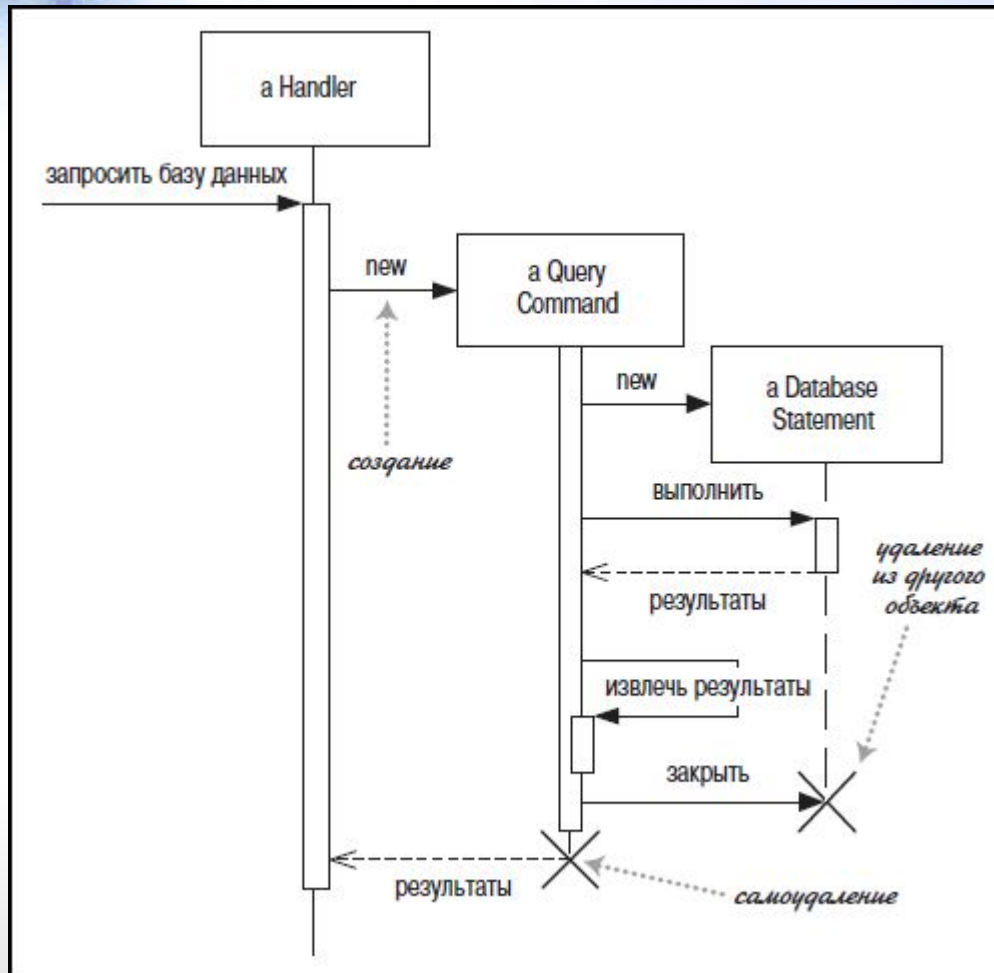 a Handler
запросить базу данных
new
a Query
Command
new
a Database
Statement
создание
выполнить
удаление
из другого
объекта
результаты
извлечь результаты
закрыть
результаты
самоудаление